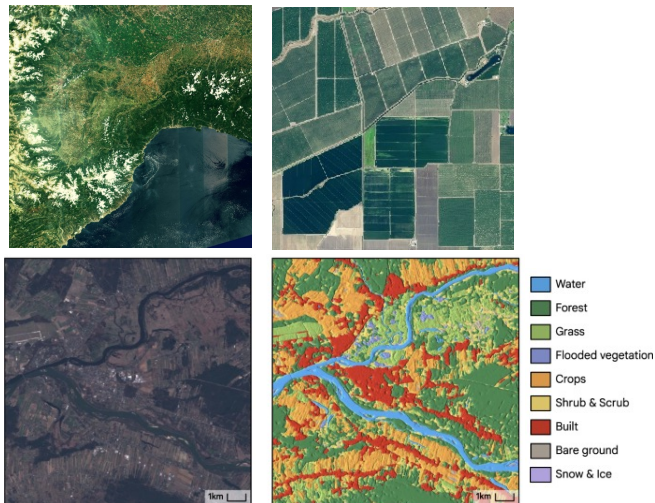 Water
Forest
Grass
Flooded vegetation
Crops
Shrub & Scrub
Built
Bare ground
Snow & Ice
1km
1km